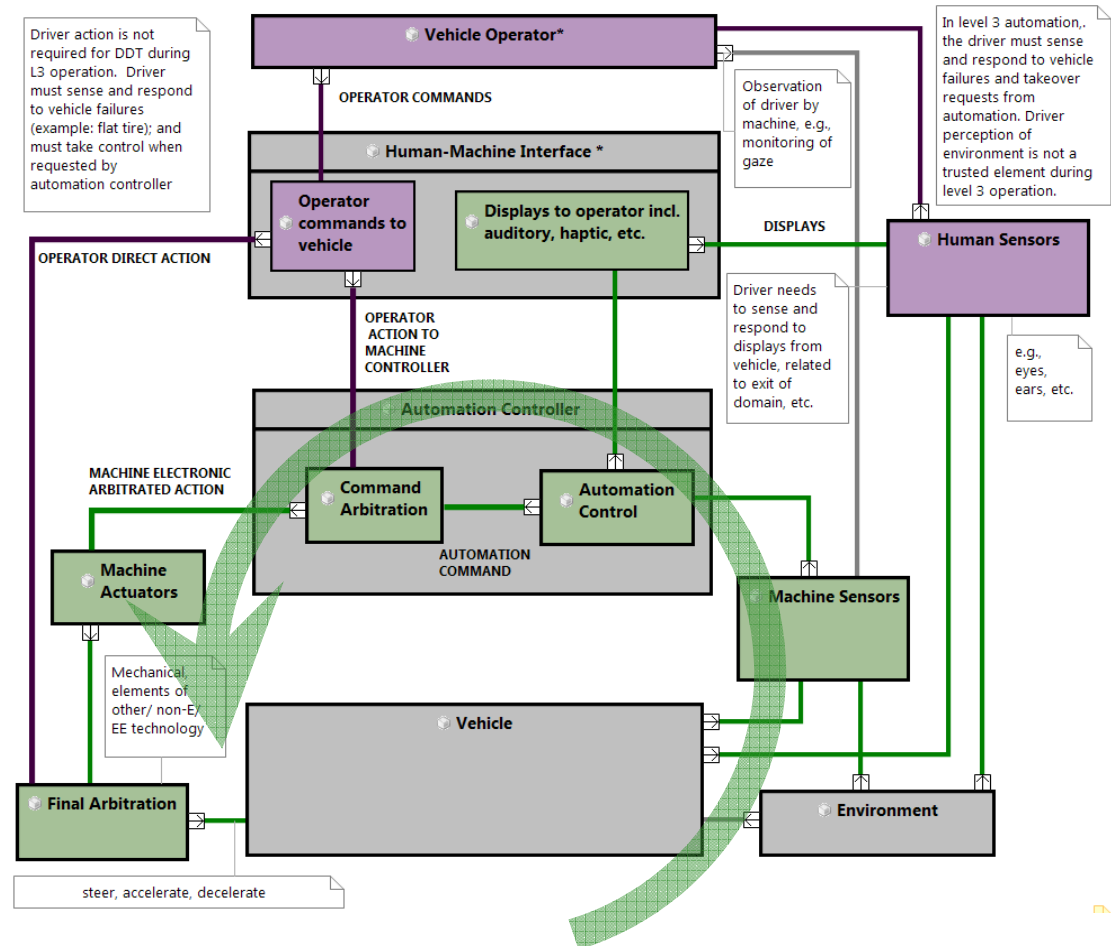 Driver action is not
required for DDT during
L3 operation.  Driver
must sense and respond
to vehicle failures
(example: flat tire); and
must take control when
requested by
automation controller
Vehicle Operator*
In level 3 automation,.
the driver must sense
and respond to vehicle
failures and takeover
requests from
automation. Driver
perception of
environment is not a
trusted element during
level 3 operation.
OPERATOR COMMANDS
Observation
of driver by
machine, e.g.,
monitoring of
gaze
Human-Machine Interface *
Operator
commands to
vehicle
Displays to operator incl.
auditory, haptic, etc.
DISPLAYS
Human Sensors
OPERATOR DIRECT ACTION
Driver needs
to sense and
respond to
displays from
vehicle, related
to exit of
domain, etc.
OPERATOR
ACTION TO
MACHINE
CONTROLLER
e.g.,
eyes,
ears, etc.
Automation Controller
MACHINE ELECTRONIC
ARBITRATED ACTION
Command
Arbitration
Automation
Control
AUTOMATION
COMMAND
Machine
Actuators
Machine Sensors
Mechanical,
elements of
other/ non-E/
EE technology
Vehicle
Final Arbitration
Environment
steer, accelerate, decelerate